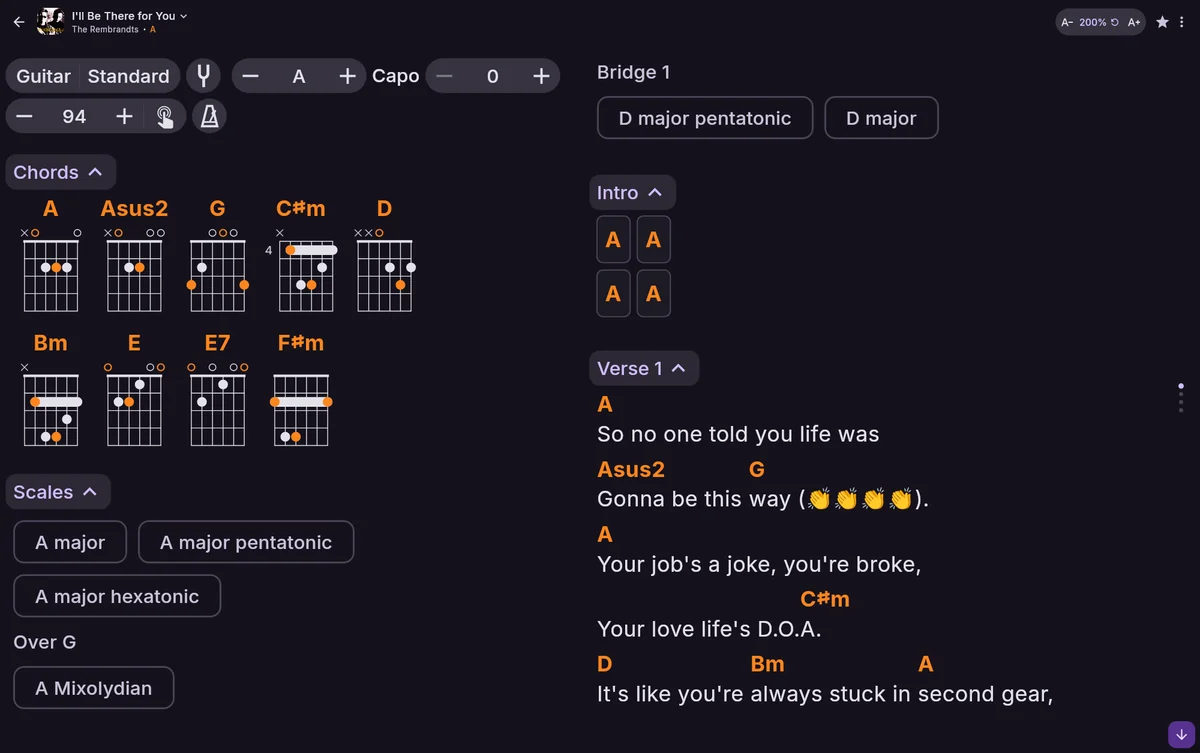 I'll Be There for You
The Rembrandts • A
A- 200% A+
Guitar Standard
A
Capo
0
94
Chords
A Asus2 G C♯m D
4
Bm E E7 F♯m
Scales
A major
A major pentatonic
A major hexatonic
Over G
A Mixolydian
Bridge 1
D major pentatonic
D major
Intro
A A
A A
Verse 1
A
So no one told you life was
Asus2 G
Gonna be this way (👏👏👏👏).
A
Your job's a joke, you're broke,
C♯m
Your love life's D.O.A.
D Bm A
It's like you're always stuck in second gear,